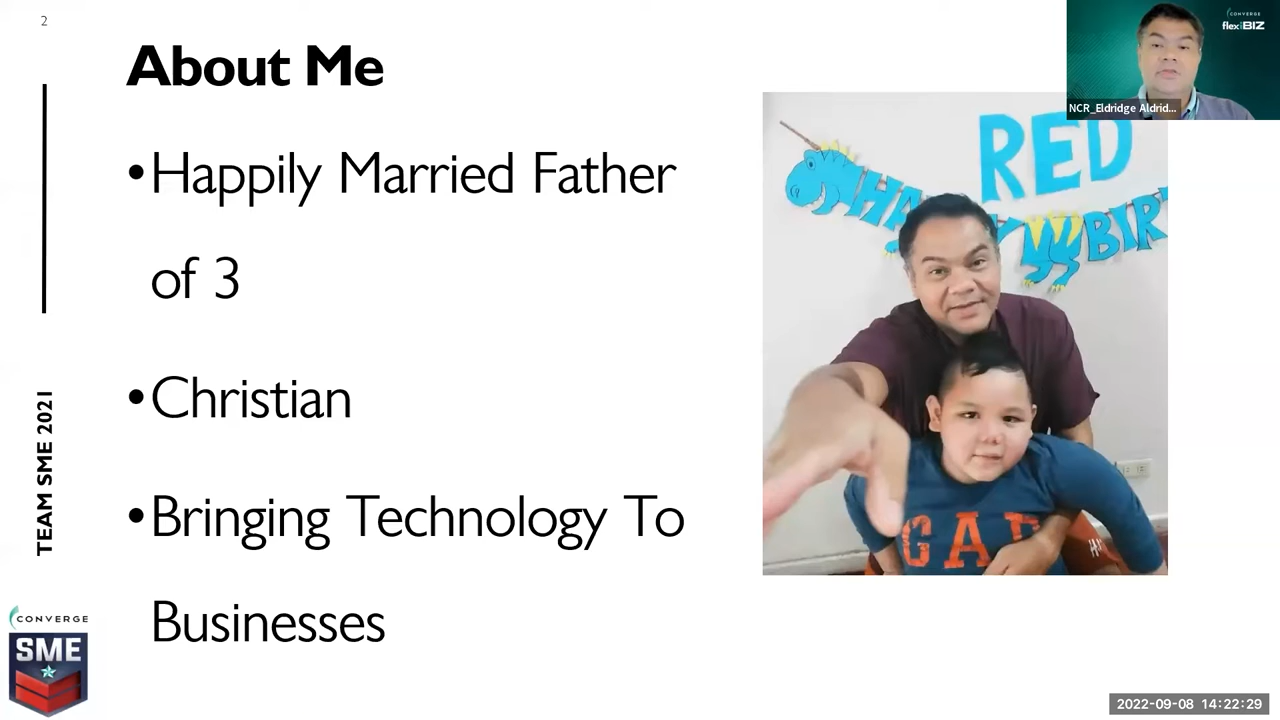 2
About Me
•Happily Married Father
of 3
•Christian
•Bringing Technology To
Businesses
TEAM SME 2021
CONVERGE
SME
CONVERGE
flexiBIZ
NCR_Eldridge Aldrid...
RED
HA
BIR
GAP
2022-09-08 14:22:29